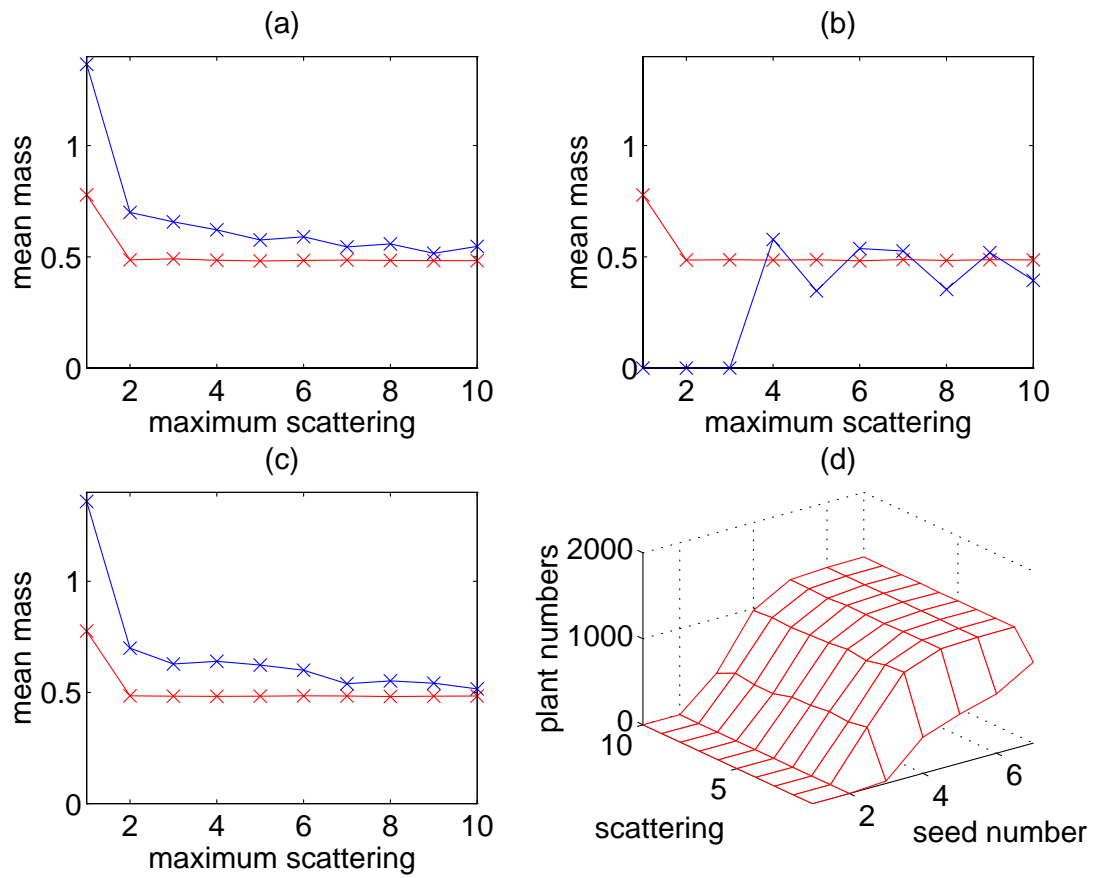 (a)
mean mass
1
0.5
0
2 4 6 8 10
maximum scattering
(b)
mean mass
1
0.5
0
2 4 6 8 10
maximum scattering
(c)
mean mass
1
0.5
0
2 4 6 8 10
maximum scattering
(d)
plant numbers
2000
1000
0
10
5
2
4
6
scattering
seed number